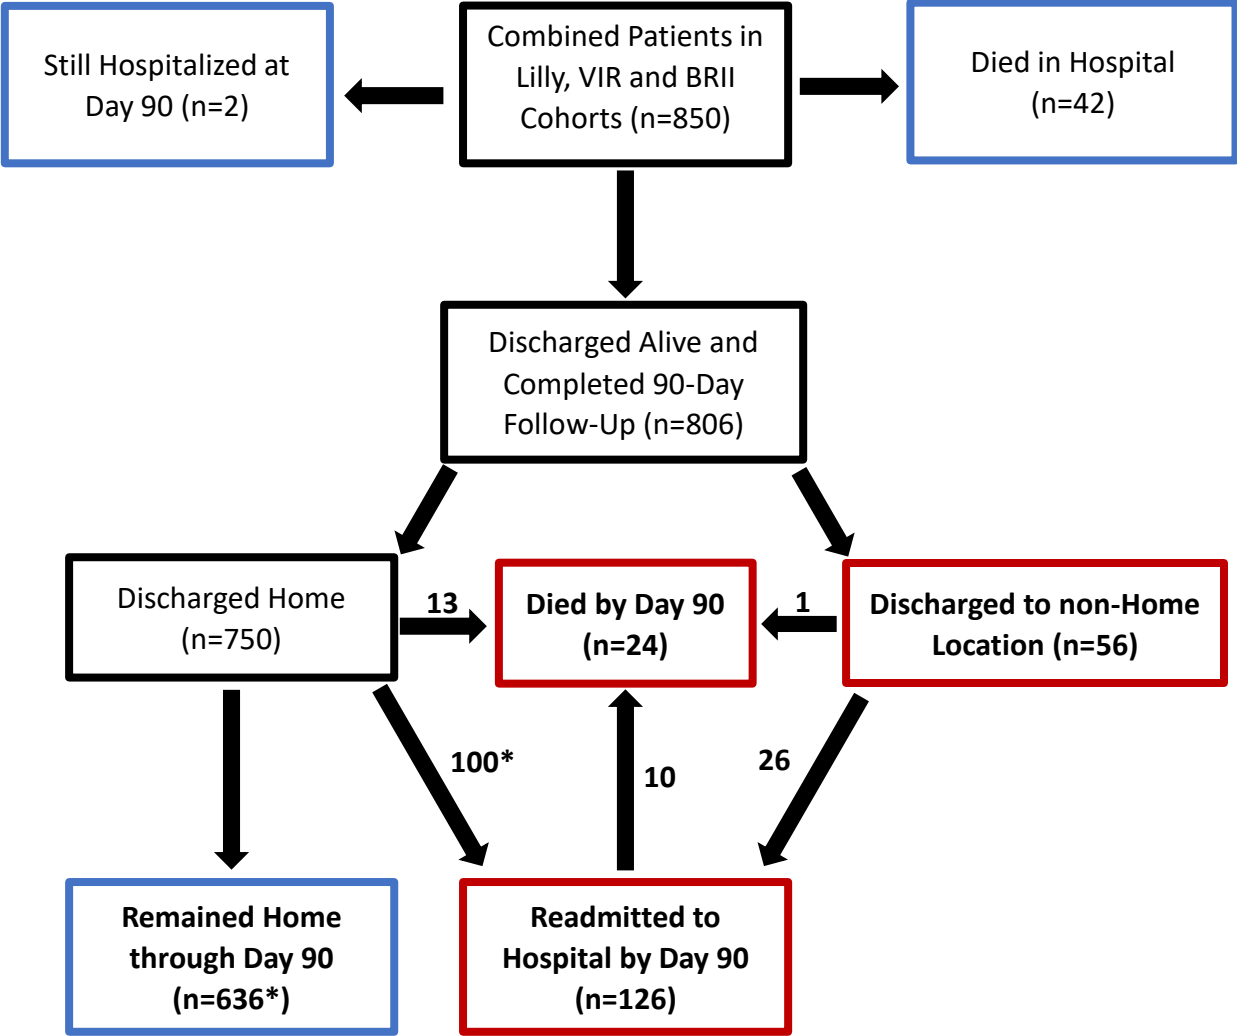 Still Hospitalized at
Day 90 (n=2)
Combined Patients in
Lilly, VIR and BRII
Cohorts (n=850)
Died in Hospital
(n=42)
Discharged Alive and
Completed 90-Day
Follow-Up (n=806)
Discharged Home
(n=750)
13
Died by Day 90
(n=24)
1
Discharged to non-Home
Location (n=56)
100*
10
26
Remained Home
through Day 90
(n=636*)
Readmitted to
Hospital by Day 90
(n=126)